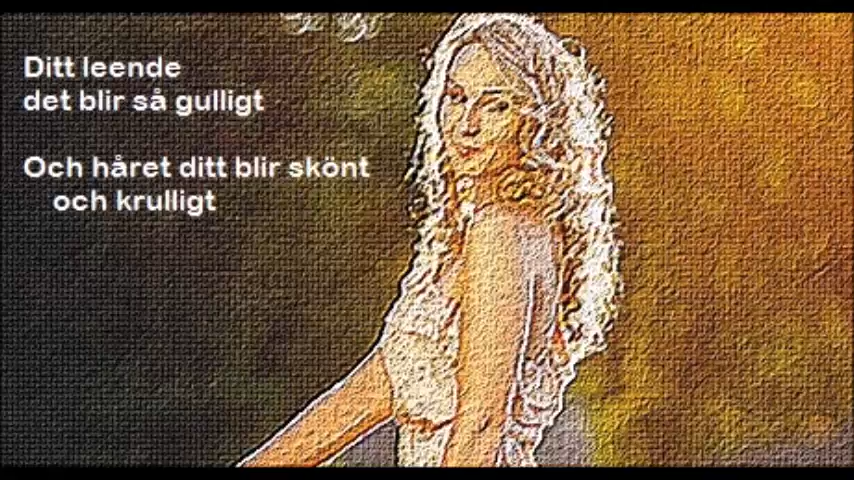 Ditt leende
det blir så gulligt
Och håret ditt blir skönt
och krulligt